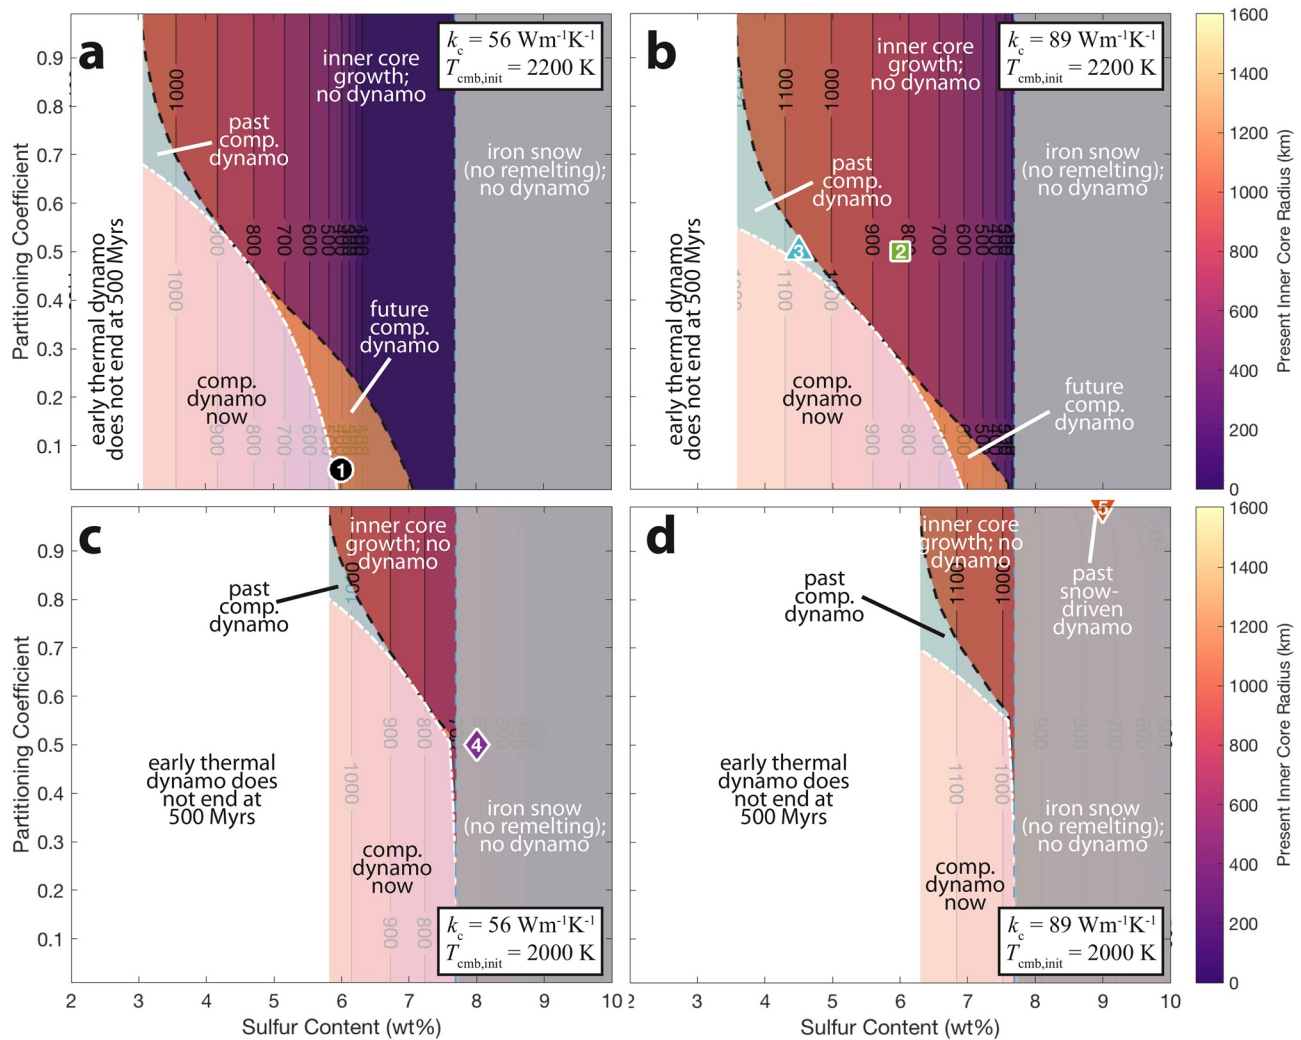 a
k_c = 56 Wm⁻¹K⁻¹
T_cmb,init = 2200 K
inner core
growth;
no dynamo
1000
past
comp.
dynamo
iron snow
(no remelting);
no dynamo
early thermal dynamo
does not end at 500 Myrs
900
800
700
600
500
1000
future
comp.
dynamo
comp.
dynamo
now
900
800
700
600
1
Partitioning Coefficient
0.9
0.8
0.7
0.6
0.5
0.4
0.3
0.2
0.1
b
k_c = 89 Wm⁻¹K⁻¹
T_cmb,init = 2200 K
inner core
growth;
no dynamo
1100
1000
past
comp.
dynamo
iron snow
(no remelting);
no dynamo
early thermal dynamo
does not end at 500 Myrs
3
2
900
700
600
1100
comp.
dynamo
now
future
comp.
dynamo
900
800
700
600
1600
1400
1200
1000
800
600
400
200
0
Present Inner Core Radius (km)
c
inner core
growth; no
dynamo
past
comp.
dynamo
900
800
4
early thermal
dynamo does
not end at
500 Myrs
1000
iron snow
(no remelting);
no dynamo
comp.
dynamo
now
900
800
k_c = 56 Wm⁻¹K⁻¹
T_cmb,init = 2000 K
Partitioning Coefficient
0.9
0.8
0.7
0.6
0.5
0.4
0.3
0.2
0.1
2
3
4
5
6
7
8
9
10
Sulfur Content (wt%)
d
inner core
growth; no
dynamo
5
500
1100
1000
past
comp.
dynamo
past
snow-
driven
dynamo
900
800
700
600
early thermal
dynamo does
not end at
500 Myrs
1100
1000
iron snow
(no remelting);
no dynamo
comp.
dynamo
now
k_c = 89 Wm⁻¹K⁻¹
T_cmb,init = 2000 K
2
3
4
5
6
7
8
9
10
Sulfur Content (wt%)
1600
1400
1200
1000
800
600
400
200
0
Present Inner Core Radius (km)